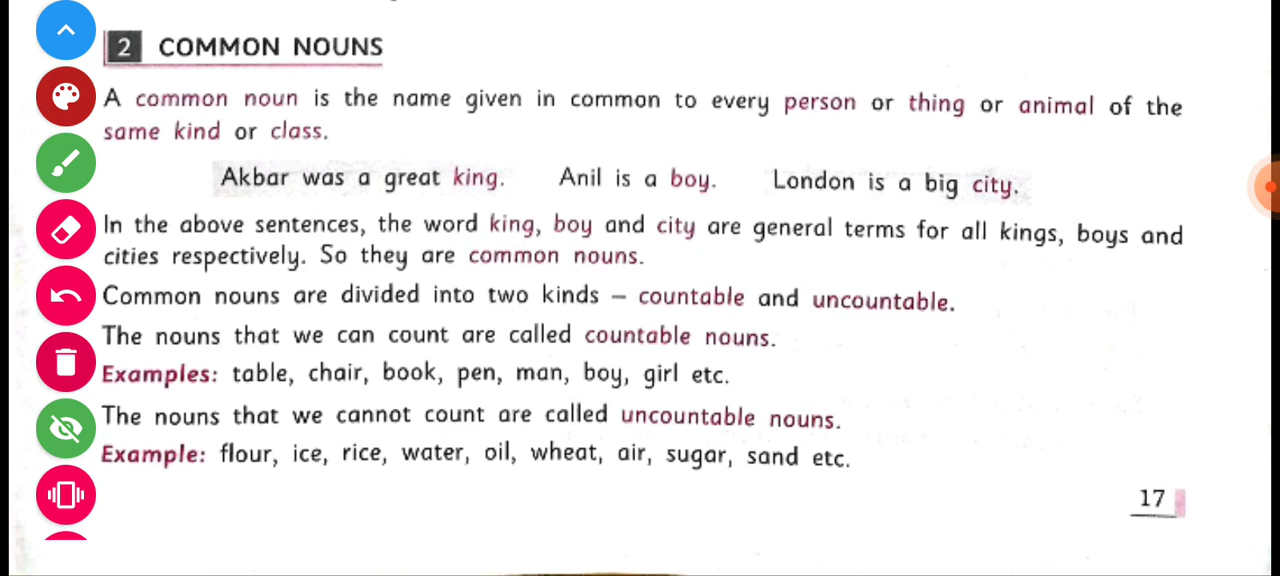 2 COMMON NOUNS
A common noun is the name given in common to every person or thing or animal of the
same kind or class.
Akbar was a great king. Anil is a boy. London is a big city.
In the above sentences, the word king, boy and city are general terms for all kings, boys and
cities respectively. So they are common nouns.
Common nouns are divided into two kinds – countable and uncountable.
The nouns that we can count are called countable nouns.
Examples: table, chair, book, pen, man, boy, girl etc.
The nouns that we cannot count are called uncountable nouns.
Example: flour, ice, rice, water, oil, wheat, air, sugar, sand etc.
17